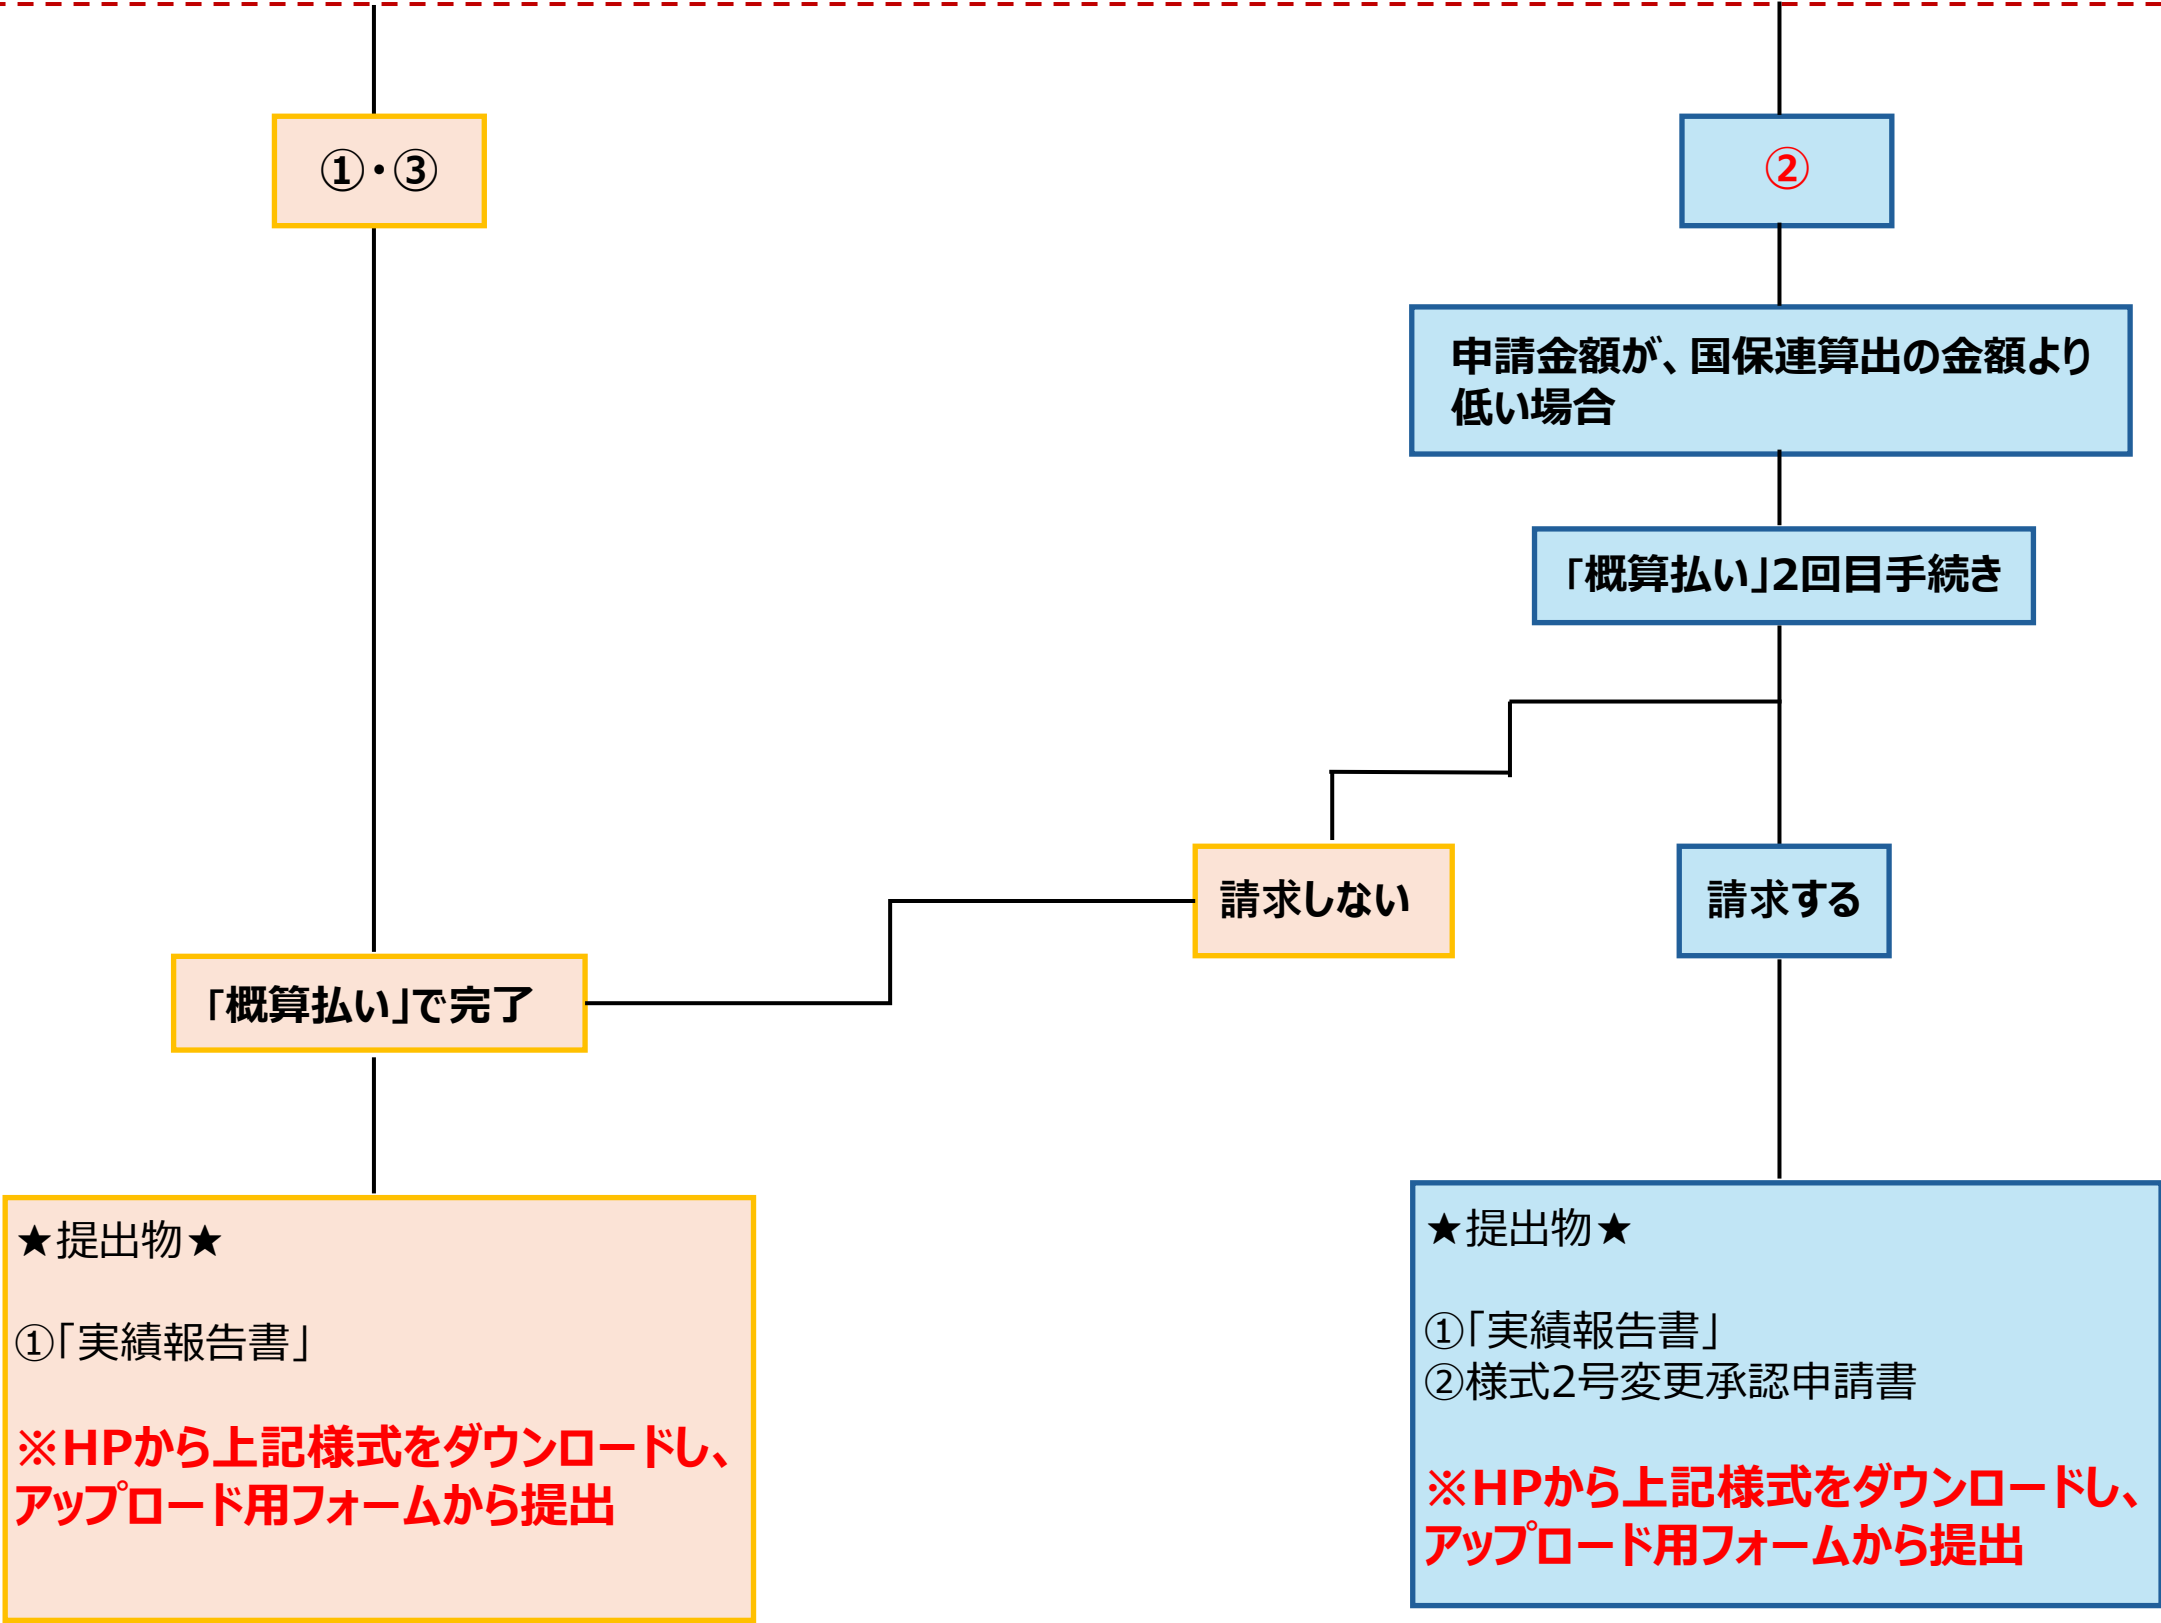 ①・③
②
申請金額が、国保連算出の金額より
低い場合
「概算払い」2回目手続き
請求しない
請求する
「概算払い」で完了
★提出物★
①「実績報告書」
※HPから上記様式をダウンロードし、
アップロード用フォームから提出
★提出物★
①「実績報告書」
②様式2号変更承認申請書
※HPから上記様式をダウンロードし、
アップロード用フォームから提出